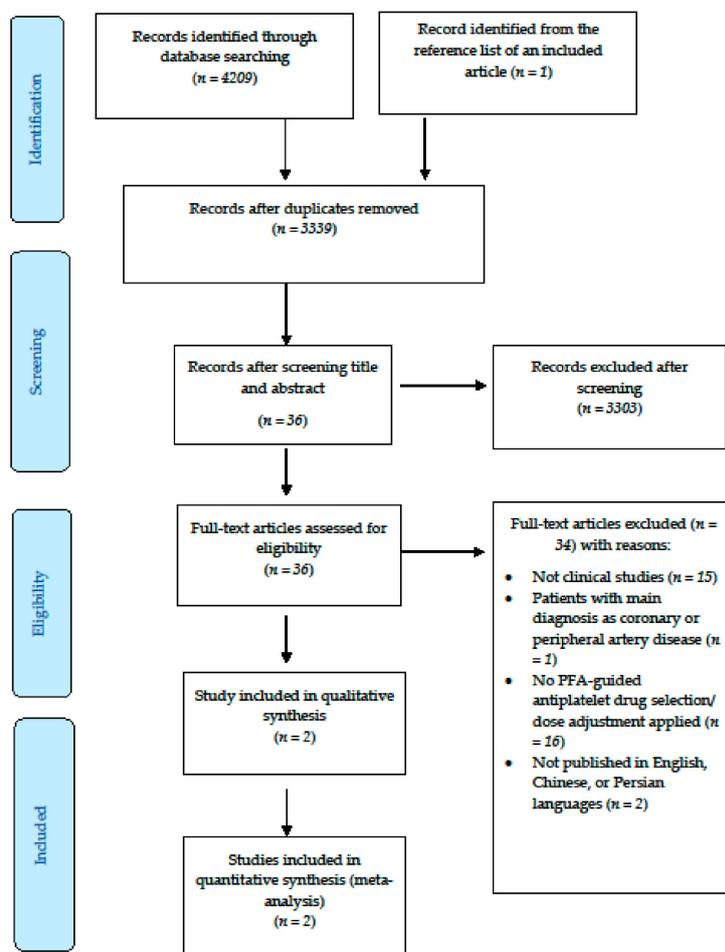 Identification
Records identified through
database searching
(n = 4209)
Record identified from the
reference list of an included
article (n = 1)
Records after duplicates removed
(n = 3339)
Screening
Records after screening title
and abstract
(n = 36)
Records excluded after
screening
(n = 3303)
Eligibility
Full-text articles assessed for
eligibility
(n = 36)
Full-text articles excluded (n =
34) with reasons:
• Not clinical studies (n = 15)
• Patients with main
diagnosis as coronary or
peripheral artery disease (n
= 1)
• No PFA-guided
antiplatelet drug selection/
dose adjustment applied (n
= 16)
• Not published in English,
Chinese, or Persian
languages (n = 2)
Study included in qualitative
synthesis
(n = 2)
Included
Studies included in
quantitative synthesis (meta-
analysis)
(n = 2)